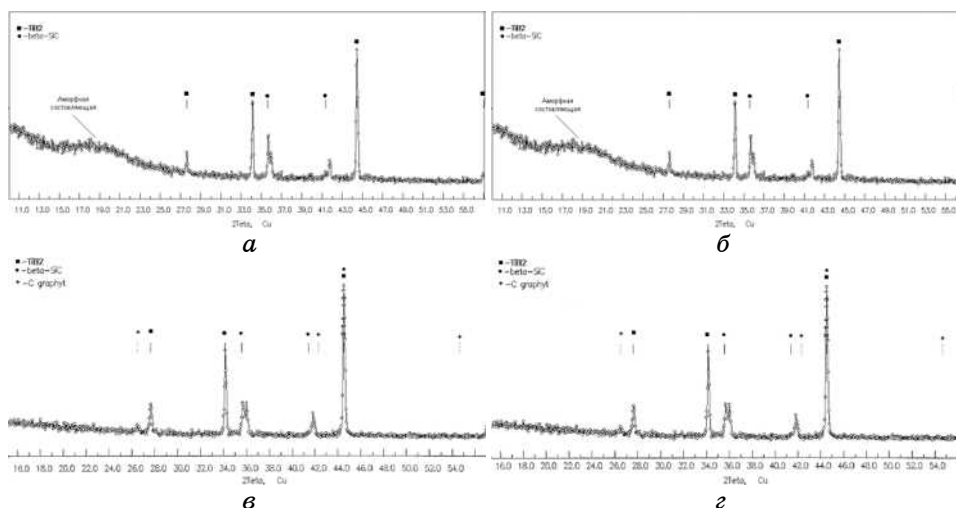 ■ -TiB2
• -beta-SiC
Аморфная
составляющая
11.0 13.0 15.0 17.0 19.0 21.0 23.0 25.0 27.0 29.0 31.0 33.0 35.0 37.0 39.0 41.0 43.0 45.0 47.0 49.0 51.0 53.0 55.0
2Teta, Cu
а
■ -TiB2
• -beta-SiC
Аморфная
составляющая
11.0 13.0 15.0 17.0 19.0 21.0 23.0 25.0 27.0 29.0 31.0 33.0 35.0 37.0 39.0 41.0 43.0 45.0 47.0 49.0 51.0 53.0 55.0
2Teta, Cu
б
■ -TiB2
• -beta-SiC
+ -C graphyt
16.0 18.0 20.0 22.0 24.0 26.0 28.0 30.0 32.0 34.0 36.0 38.0 40.0 42.0 44.0 46.0 48.0 50.0 52.0 54.0
2Teta, Cu
в
■ -TiB2
• -beta-SiC
+ -C graphyt
16.0 18.0 20.0 22.0 24.0 26.0 28.0 30.0 32.0 34.0 36.0 38.0 40.0 42.0 44.0 46.0 48.0 50.0 52.0 54.0
2Teta, Cu
г